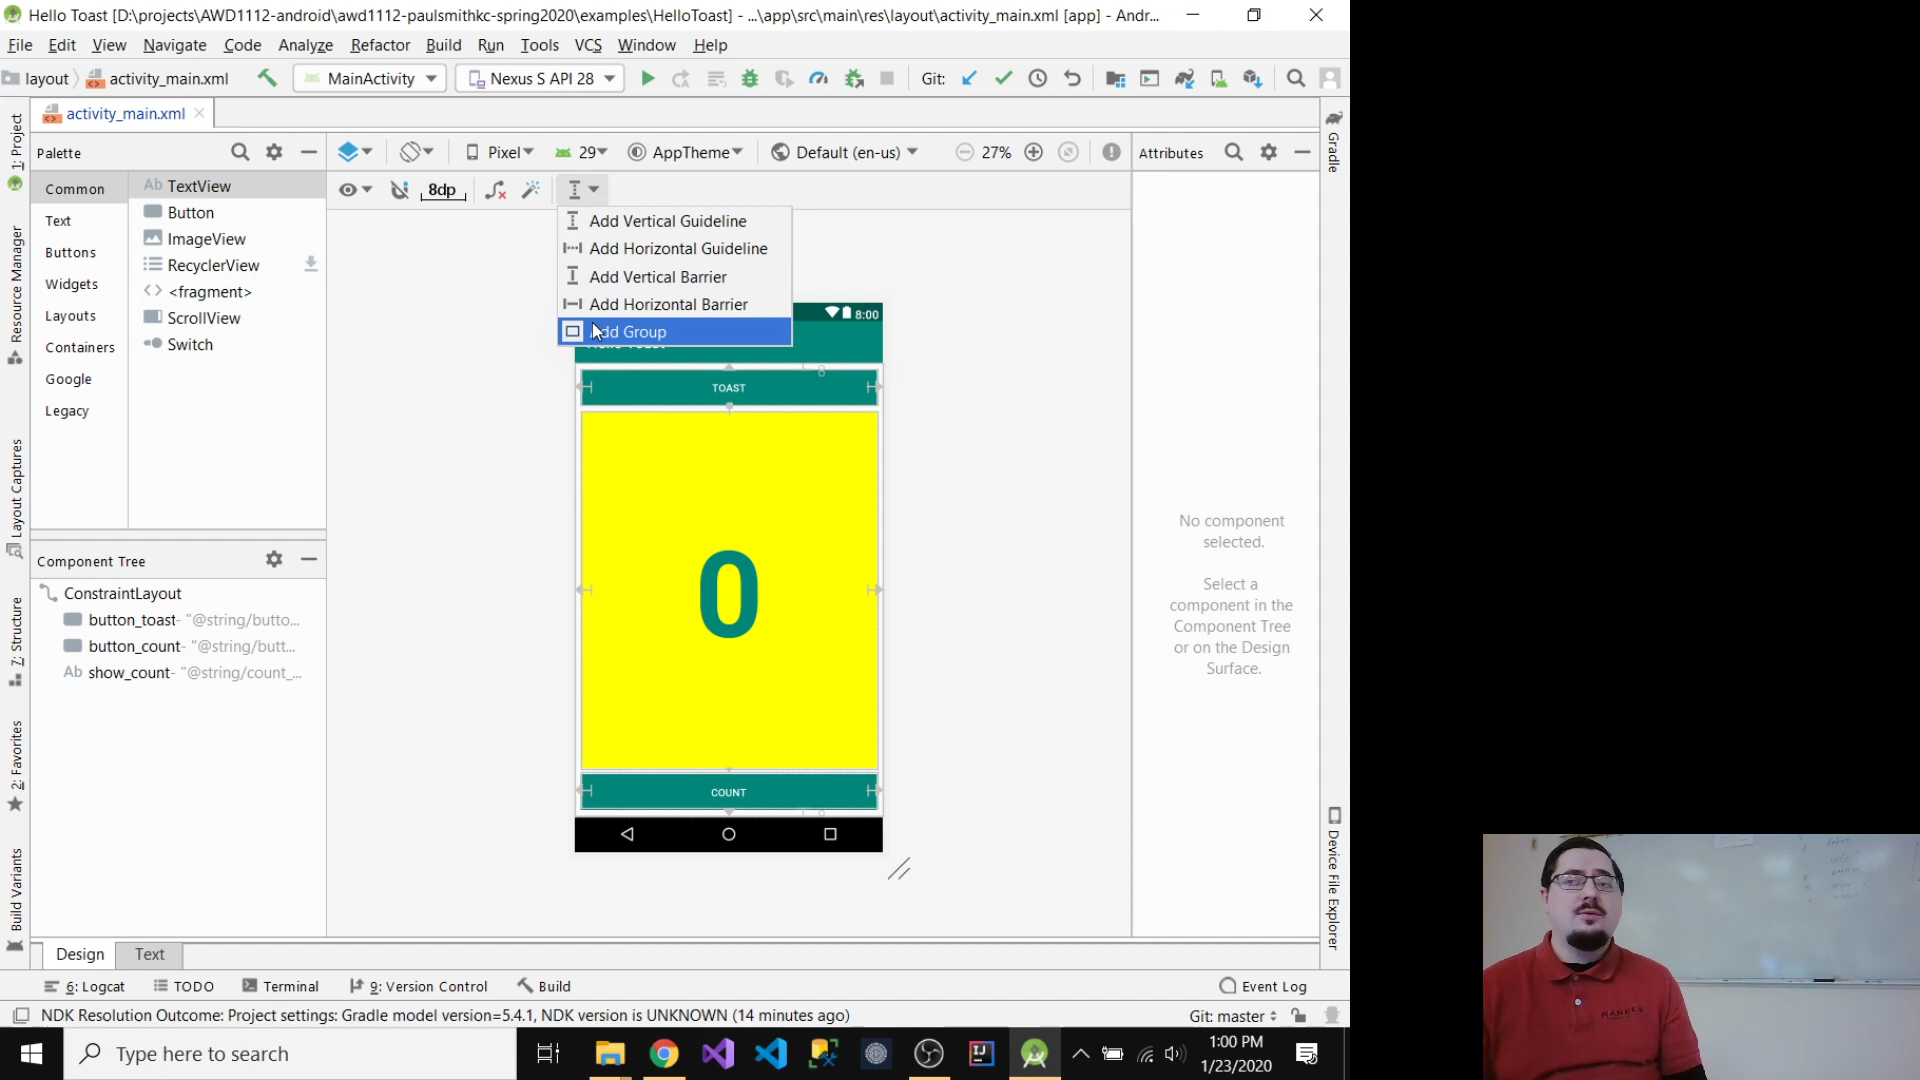 Hello Toast [D:\projects\AWD1112-android\awd1112-paulsmithkc-spring2020\examples\HelloToast] - ...\app\src\main\res\layout\activity_main.xml [app] - Andr...
File Edit View Navigate Code Analyze Refactor Build Run Tools VCS Window Help
layout activity_main.xml MainActivity Nexus S API 28 Git:
activity_main.xml
Palette Pixel 29 AppTheme Default (en-us) 27% Attributes
8dp
Common
Text
Buttons
Widgets
Layouts
Containers
Google
Legacy
Ab TextView
Button
ImageView
RecyclerView
<> <fragment>
ScrollView
Switch
Add Vertical Guideline
Add Horizontal Guideline
Add Vertical Barrier
Add Horizontal Barrier
Group
8:00
TOAST
8
0
COUNT
8
Component Tree
ConstraintLayout
button_toast- "@string/butto...
button_count- "@string/butt...
Ab show_count- "@string/count_...
No component
selected.
Select a
component in the
Component Tree
or on the Design
Surface.
1: Project
Resource Manager
Layout Captures
7: Structure
2: Favorites
Build Variants
Gradle
Device File Explorer
Design Text
6: Logcat TODO Terminal 9: Version Control Build Event Log
NDK Resolution Outcome: Project settings: Gradle model version=5.4.1, NDK version is UNKNOWN (14 minutes ago) Git: master
Type here to search
1:00 PM
1/23/2020